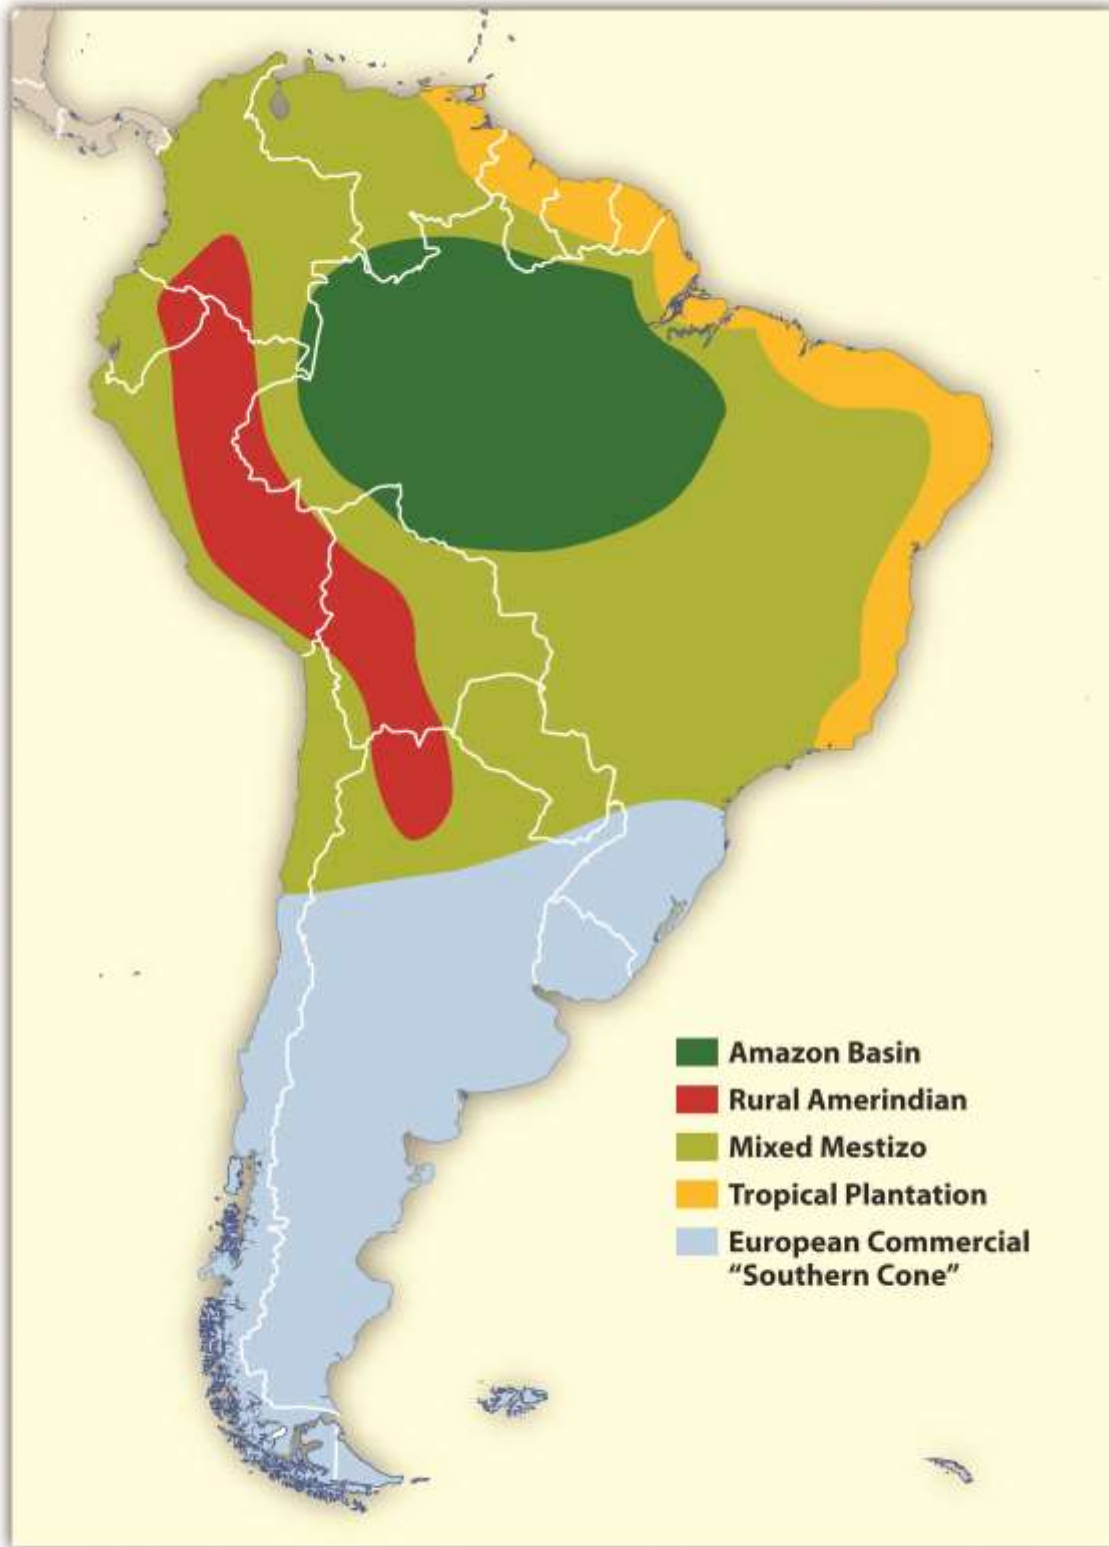 Amazon Basin
Rural Amerindian
Mixed Mestizo
Tropical Plantation
European Commercial
“Southern Cone”